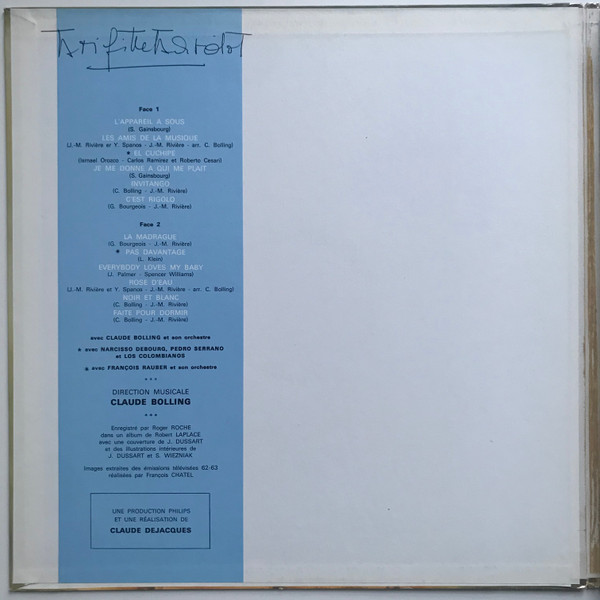 Brigitte Bardot
Face 1
L'APPAREIL A SOUS
(S. Gainsbourg)
LES AMIS DE LA MUSIQUE
(J.-M. Rivière er Y. Spanos - J.-M. Rivière - arr. C. Bolling)
* EL CUCHIPE
(Ismael Orozco - Carlos Ramirez et Roberto Cesari)
JE ME DONNE A QUI ME PLAIT
(S. Gainsbourg)
INVITANGO
(C. Bolling - J.-M. Rivière)
C'EST RIGOLO
(G. Bourgeois - J.-M. Rivière)
Face 2
LA MADRAGUE
(G. Bourgeois - J.-M. Rivière)
* PAS DAVANTAGE
(L. Klein)
EVERYBODY LOVES MY BABY
(J. Palmer - Spencer Williams)
ROSE D'EAU
(J.-M. Rivière et Y. Spanos - J.-M. Rivière - arr. C. Bolling)
NOIR ET BLANC
(C. Bolling - J.-M. Rivière)
FAITE POUR DORMIR
(C. Bolling - J.-M. Rivière)
avec CLAUDE BOLLING et son orchestre
* avec NARCISSO DEBOURG, PEDRO SERRANO
et LOS COLOMBIANOS
* avec FRANÇOIS RAUBER et son orchestre
* * *
DIRECTION MUSICALE
CLAUDE BOLLING
* * *
Enregistré par Roger ROCHE
dans un album de Robert LAPLACE
avec une couverture de J. DUSSART
et des illustrations intérieures de
J. DUSSART et S. WIEZNIAK
Images extraites des émissions télévisées 62-63
réalisées par François CHATEL
UNE PRODUCTION PHILIPS
ET UNE RÉALISATION DE
CLAUDE DEJACQUES